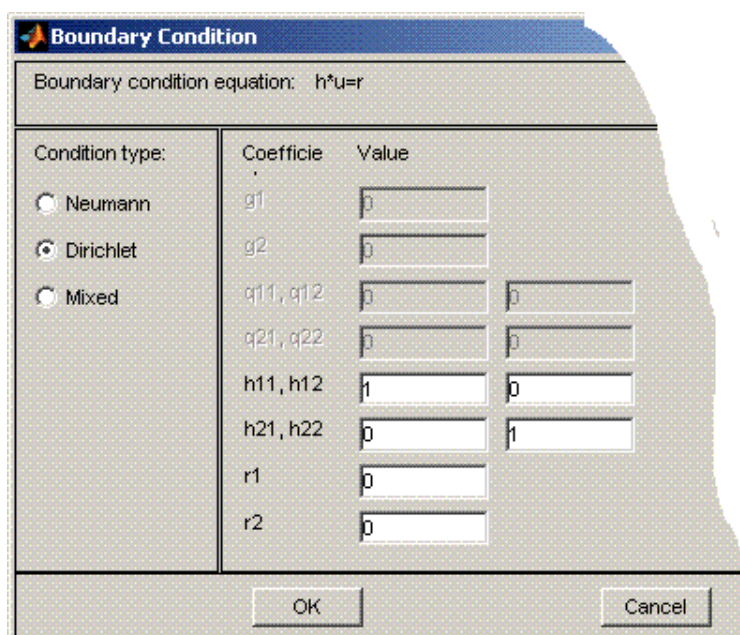 Boundary Condition
Boundary condition equation: h*u=r
Condition type:
Neumann
Dirichlet
Mixed
Coefficie Value
g1 0
g2 0
q11, q12 0 0
q21, q22 0 0
h11, h12 1 0
h21, h22 0 1
r1 0
r2 0
OK Cancel